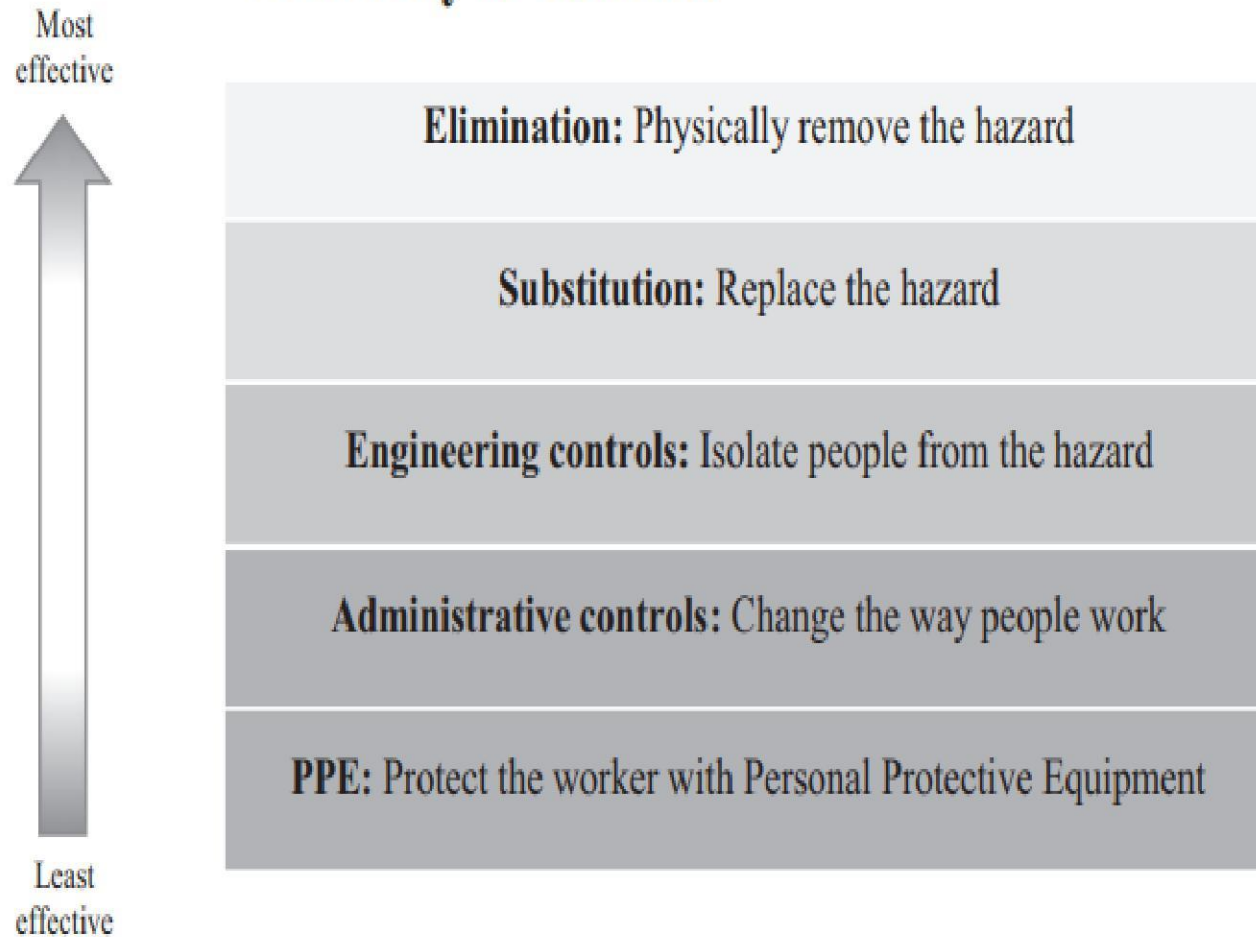 Most
effective
Elimination: Physically remove the hazard
Substitution: Replace the hazard
Engineering controls: Isolate people from the hazard
Administrative controls: Change the way people work
PPE: Protect the worker with Personal Protective Equipment
Least
effective